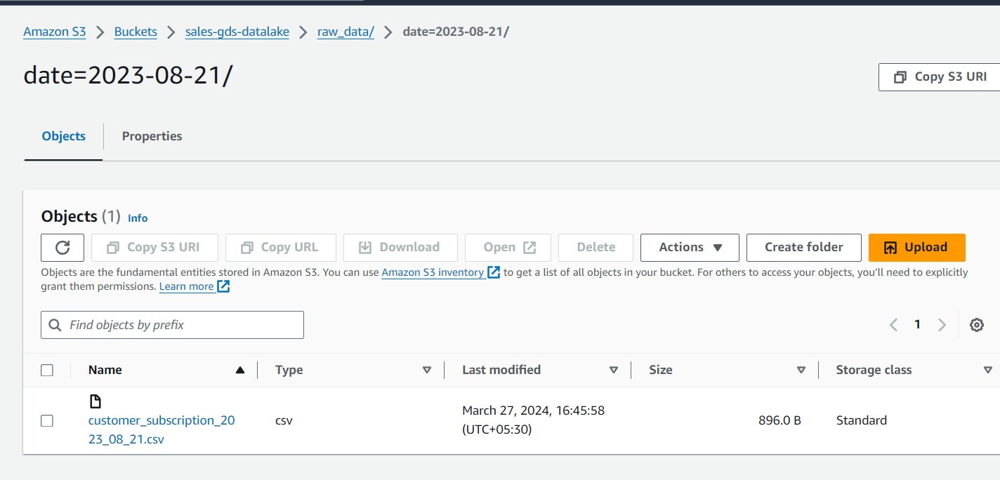 Amazon S3 > Buckets > sales-gds-datalake > raw_data/ > date=2023-08-21/
date=2023-08-21/
Copy S3 URI
Objects Properties
Objects (1) Info
Copy S3 URI Copy URL Download Open Delete Actions Create folder Upload
Objects are the fundamental entities stored in Amazon S3. You can use Amazon S3 inventory to get a list of all objects in your bucket. For others to access your objects, you’ll need to explicitly
grant them permissions. Learn more
Find objects by prefix
1
Name Type Last modified Size Storage class
customer_subscription_20
23_08_21.csv
csv
March 27, 2024, 16:45:58
(UTC+05:30)
896.0 B
Standard